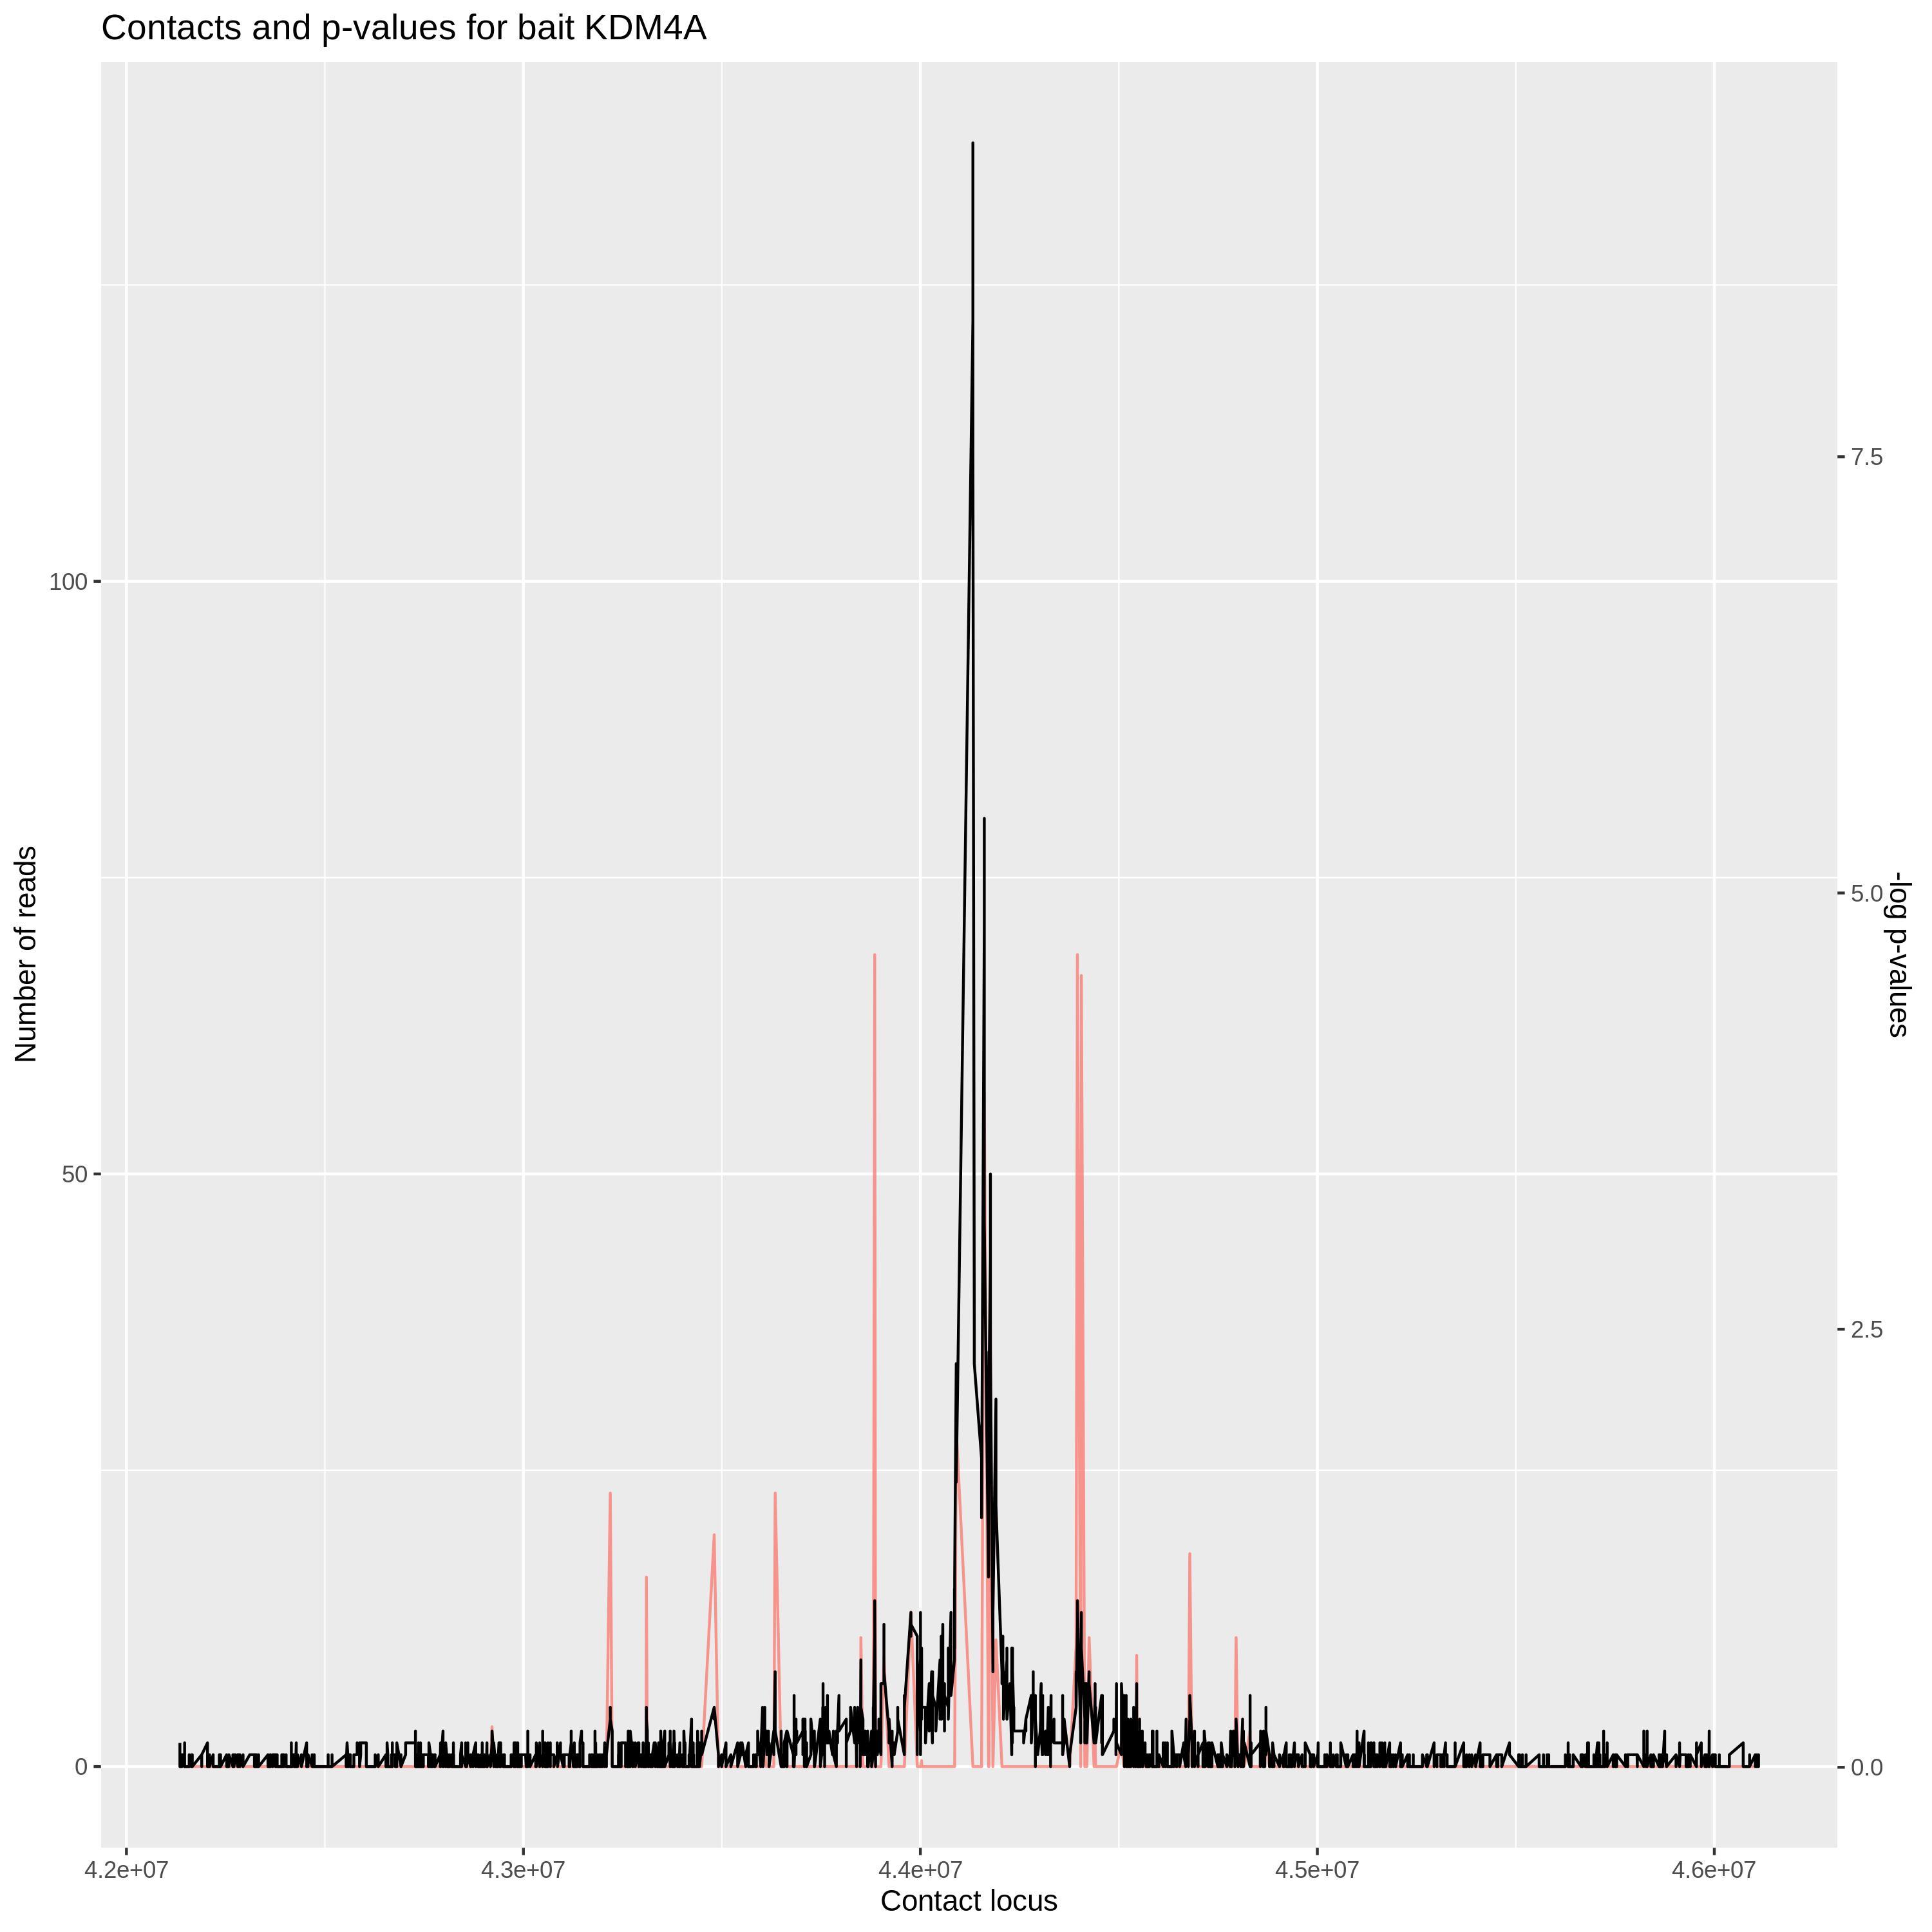 Contacts and p-values for bait KDM4A
Number of reads
100
50
0
7.5
5.0
2.5
0.0
-log p-values
4.2e+07 4.3e+07 4.4e+07 4.5e+07 4.6e+07
Contact locus